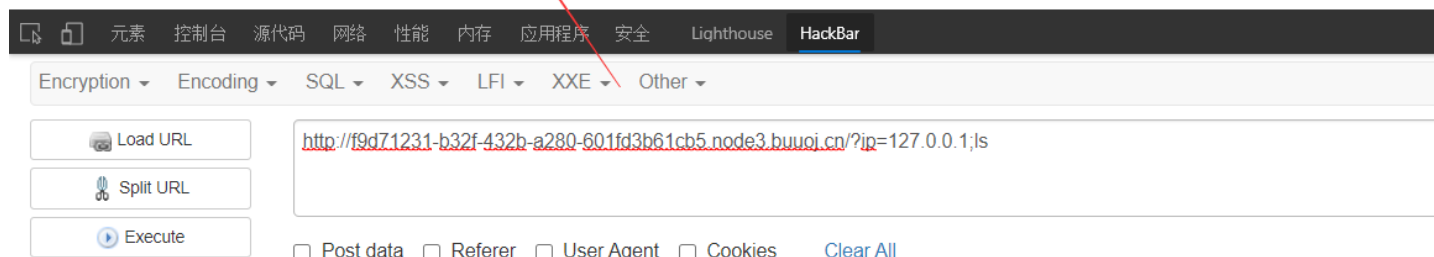 元素 控制台 源代码 网络 性能 内存 应用程序 安全 Lighthouse HackBar
Encryption Encoding SQL XSS LFI XXE Other
Load URL
http://f9d71231-b32f-432b-a280-601fd3b61cb5.node3.buuoj.cn/?ip=127.0.0.1;ls
Split URL
Execute
Post data Referer User Agent Cookies Clear All